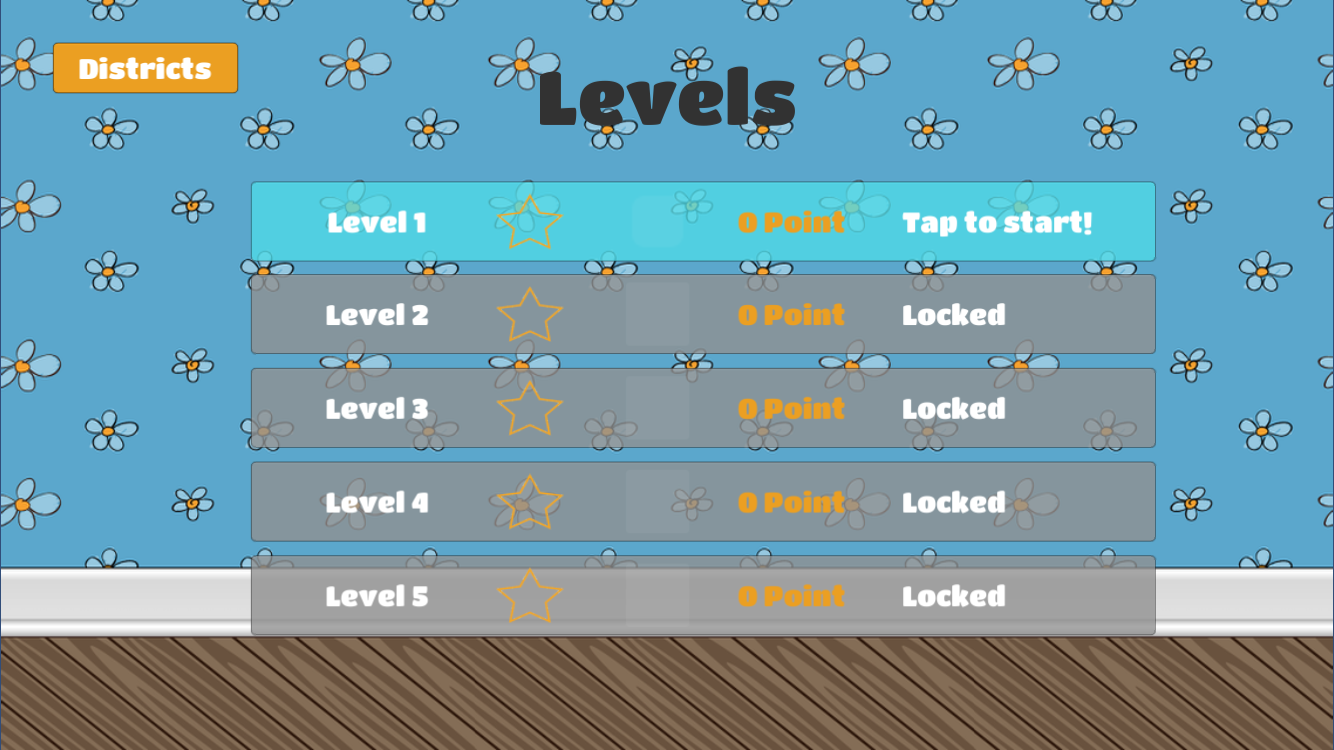 Districts
Levels
Level 1 0 Point Tap to start!
Level 2 0 Point Locked
Level 3 0 Point Locked
Level 4 0 Point Locked
Level 5 0 Point Locked